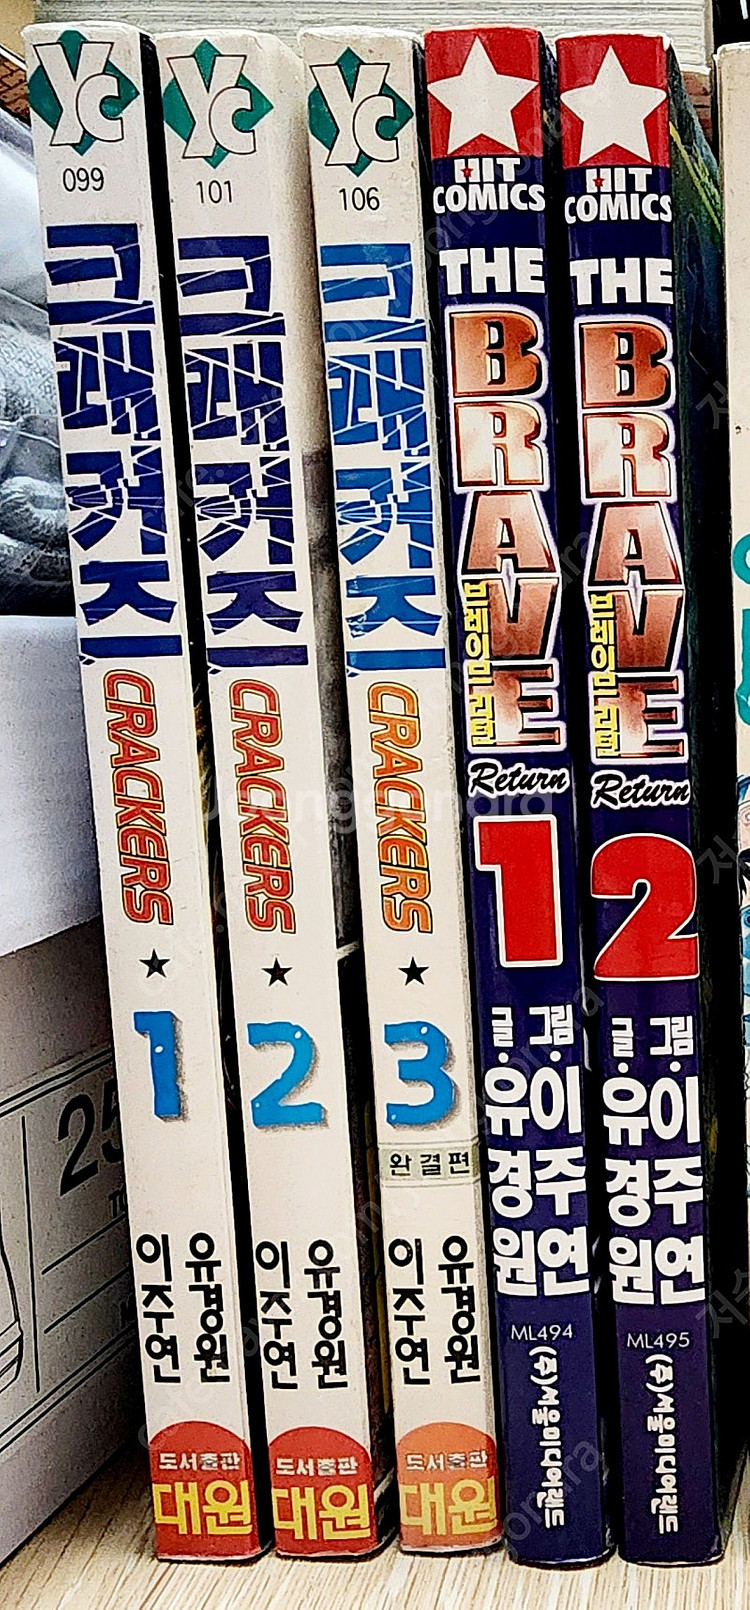 YC
099
크래커즈
CRACKERS
★
1
유경원
이주연
도서출판
대원
YC
101
크래커즈
CRACKERS
★
2
유경원
이주연
도서출판
대원
YC
106
크래커즈
CRACKERS
★
3
완결편
유경원
이주연
도서출판
대원
HIT
COMICS
THE
BRAVE
브레이브 리턴
Return
1
글·유경원
그림·이주연
ML494
(주)서울미디어랜드
HIT
COMICS
THE
BRAVE
브레이브 리턴
Return
2
글·유경원
그림·이주연
ML495
(주)서울미디어랜드
25